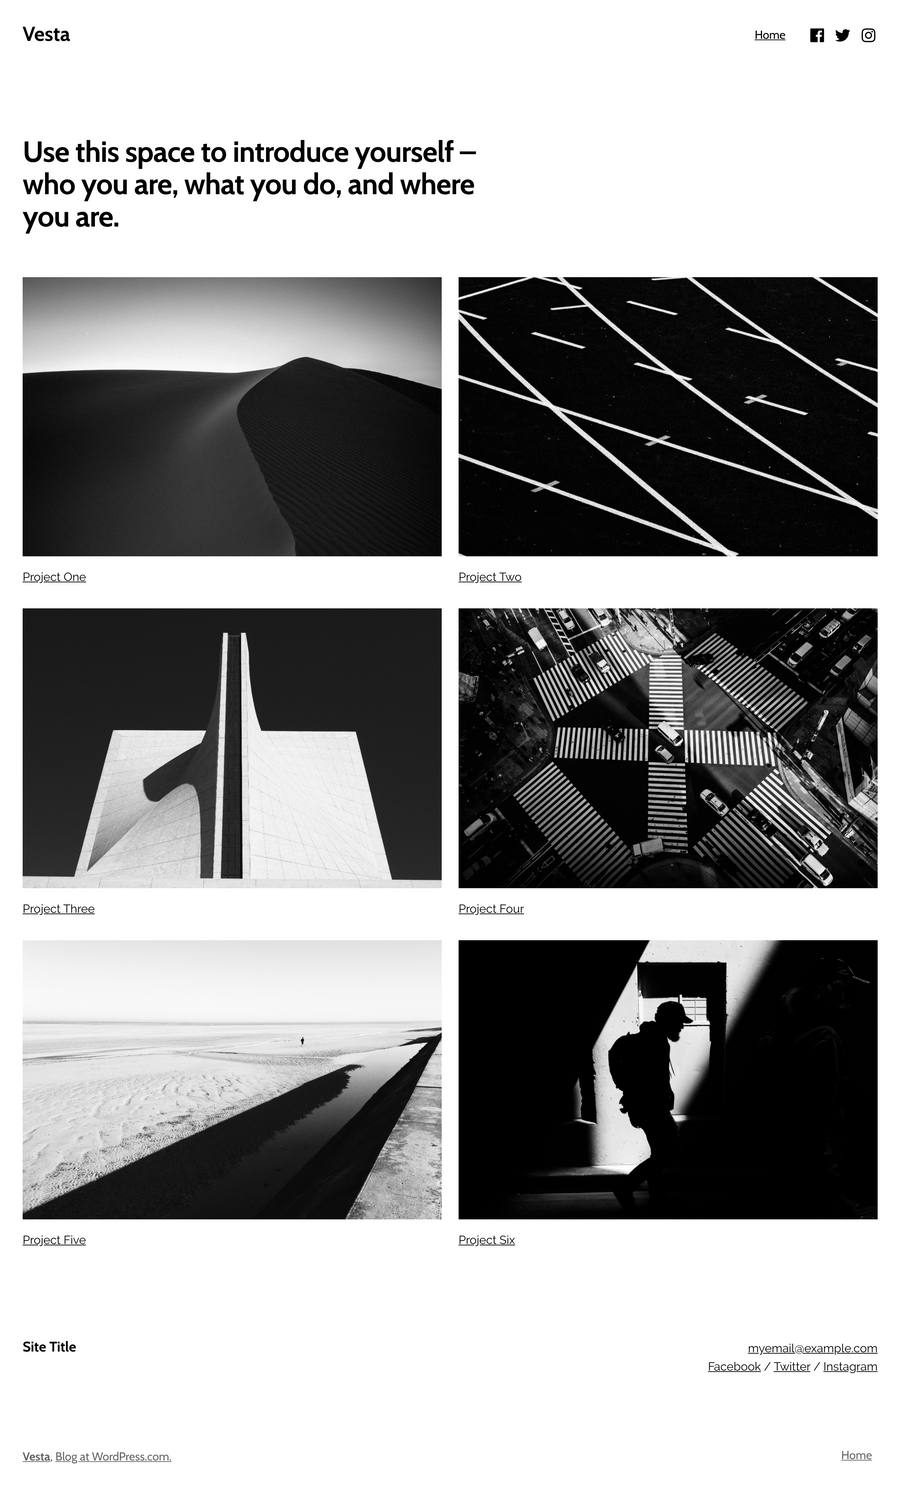 Vesta
Home
Use this space to introduce yourself –
who you are, what you do, and where
you are.
Project One
Project Two
Project Three
Project Four
Project Five
Project Six
Site Title
myemail@example.com
Facebook / Twitter / Instagram
Vesta, Blog at WordPress.com.
Home